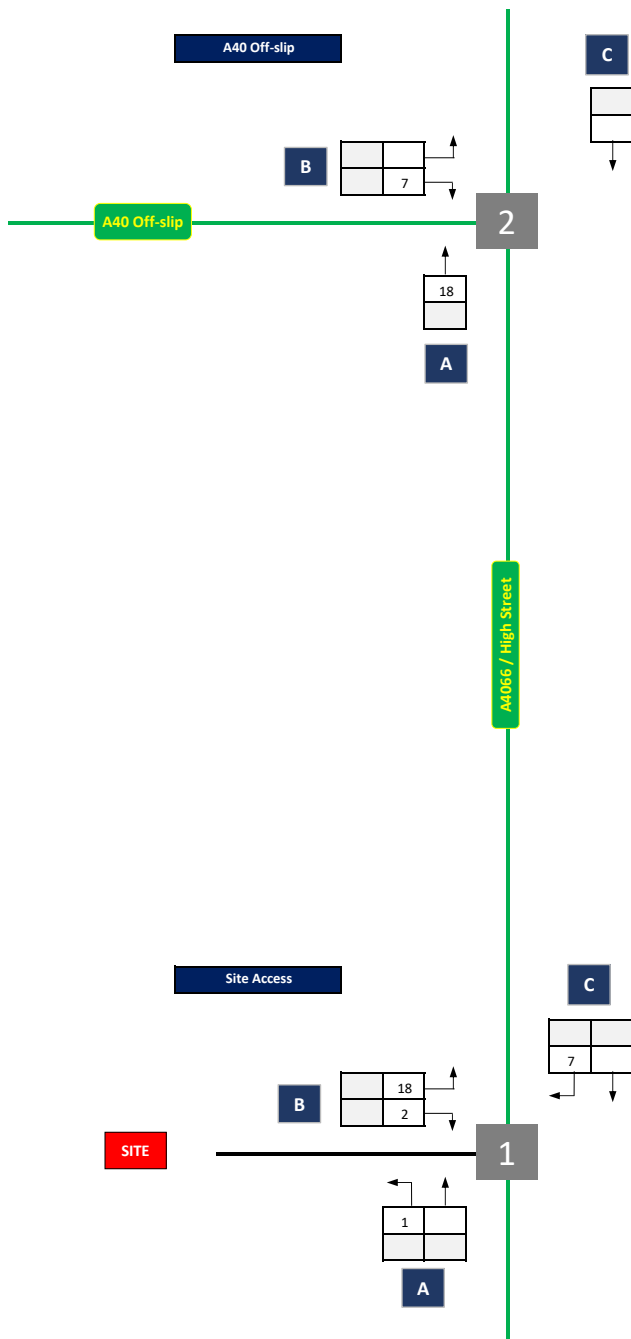 A40 Off-slip
C
B
7
A40 Off-slip
2
18
A
A4066 / High Street
Site Access
C
7
18
B
2
SITE
1
1
A